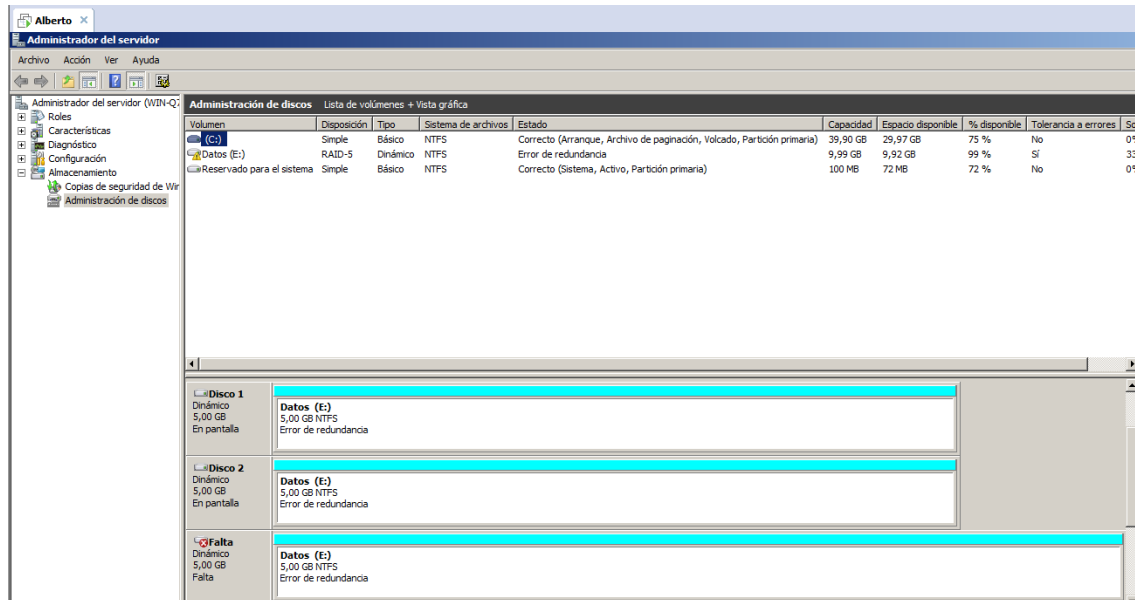 Alberto
Administrador del servidor
Archivo Acción Ver Ayuda
Administrador del servidor (WIN-Q7
Roles
Características
Diagnóstico
Configuración
Almacenamiento
Copias de seguridad de Wir
Administración de discos
Administración de discos Lista de volúmenes + Vista gráfica
Volumen Disposición Tipo Sistema de archivos Estado Capacidad Espacio disponible % disponible Tolerancia a errores
(C:) Simple Básico NTFS Correcto (Arranque, Archivo de paginación, Volcado, Partición primaria) 39,90 GB 29,97 GB 75 % No 0%
Datos (E:) RAID-5 Dinámico NTFS Error de redundancia 9,99 GB 9,92 GB 99 % Sí 33
Reservado para el sistema Simple Básico NTFS Correcto (Sistema, Activo, Partición primaria) 100 MB 72 MB 72 % No 0%
Disco 1
Dinámico
5,00 GB
En pantalla
Datos (E:)
5,00 GB NTFS
Error de redundancia
Disco 2
Dinámico
5,00 GB
En pantalla
Datos (E:)
5,00 GB NTFS
Error de redundancia
Falta
Dinámico
5,00 GB
Falta
Datos (E:)
5,00 GB NTFS
Error de redundancia